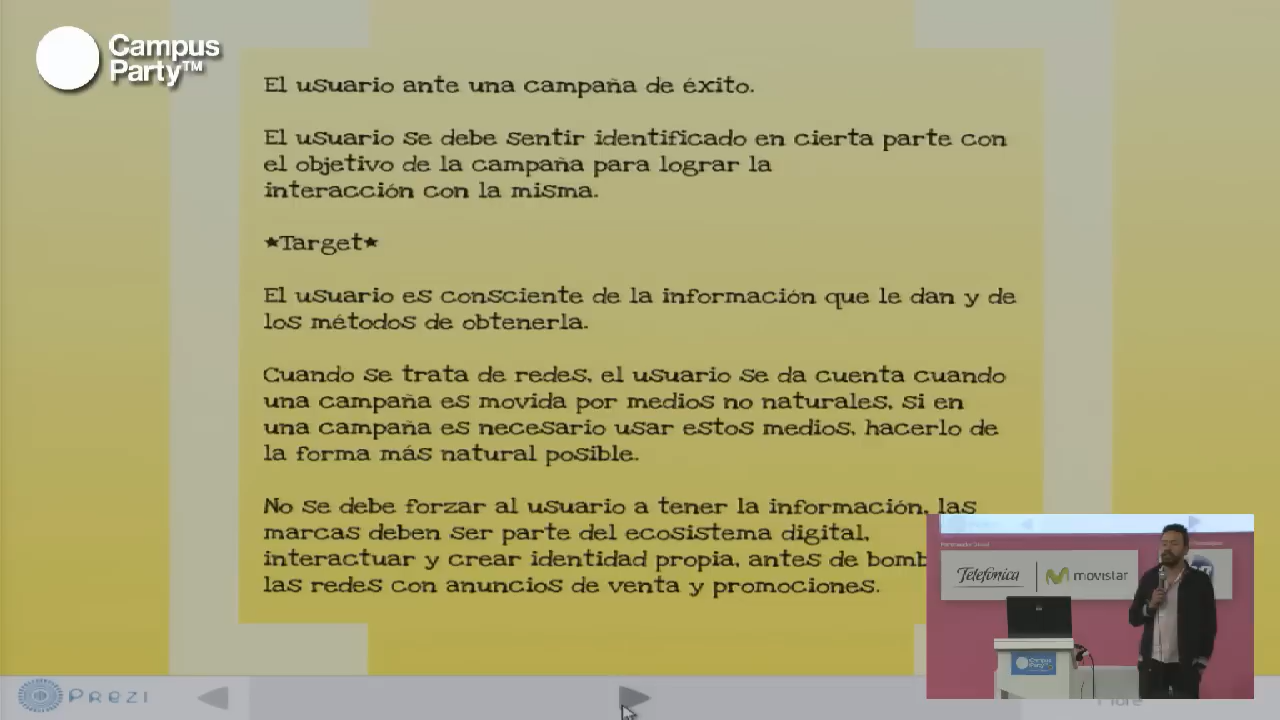 Campus
Party™
El usuario ante una campaña de éxito.
El usuario se debe sentir identificado en cierta parte con
el objetivo de la campaña para lograr la
interacción con la misma.
★Target★
El usuario es consciente de la información que le dan y de
los métodos de obtenerla.
Cuando se trata de redes, el usuario se da cuenta cuando
una campaña es movida por medios no naturales, si en
una campaña es necesario usar estos medios, hacerlo de
la forma más natural posible.
No se debe forzar al usuario a tener la información, las
marcas deben ser parte del ecosistema digital,
interactuar y crear identidad propia, antes de bomb
las redes con anuncios de venta y promociones.
Telefónica
movistar
Campus
Party
Prezi
More